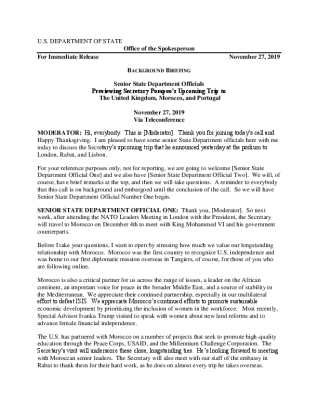 U.S. DEPARTMENT OF STATE
Office of the Spokesperson
For Immediate Release November 27, 2019
BACKGROUND BRIEFING
Senior State Department Officials
Previewing Secretary Pompeo's Upcoming Trip to
The United Kingdom, Morocco, and Portugal
November 27, 2019
Via Teleconference
MODERATOR: Hi, everybody. This is [Moderator]. Thank you for joining today's call and
Happy Thanksgiving. I am pleased to have some senior State Department officials here with me
today to discuss the Secretary's upcoming trip that he announced yesterday at the podium to
London, Rabat, and Lisbon.
For your reference purposes only, not for reporting, we are going to welcome [Senior State
Department Official One] and we also have [Senior State Department Official Two]. We will, of
course, have brief remarks at the top, and then we will take questions. A reminder to everybody
that this call is on background and embargoed until the conclusion of the call. So we will have
Senior State Department Official Number One begin.
SENIOR STATE DEPARTMENT OFFICIAL ONE: Thank you, [Moderator]. So next
week, after attending the NATO Leaders Meeting in London with the President, the Secretary
will travel to Morocco on December 4th to meet with King Mohammed VI and his government
counterparts.
Before I take your questions, I want to open by stressing how much we value our longstanding
relationship with Morocco. Morocco was the first country to recognize U.S. independence and
was home to our first diplomatic mission overseas in Tangiers, of course, for those of you who
are following online.
Morocco is also a critical partner for us across the range of issues, a leader on the African
continent, an important voice for peace in the broader Middle East, and a source of stability in
the Mediterranean. We appreciate their continued partnership, especially in our multilateral
effort to defeat ISIS. We appreciate Morocco's continued efforts to promote sustainable
economic development by prioritizing the inclusion of women in the workforce. Most recently,
Special Advisor Ivanka Trump visited to speak with women about new land reforms and to
advance female financial independence.
The U.S. has partnered with Morocco on a number of projects that seek to promote high-quality
education through the Peace Corps, USAID, and the Millennium Challenge Corporation. The
Secretary's visit will underscore these close, longstanding ties. He's looking forward to meeting
with Moroccan senior leaders. The Secretary will also meet with our staff of the embassy in
Rabat to thank them for their hard work, as he does on almost every trip he takes overseas.